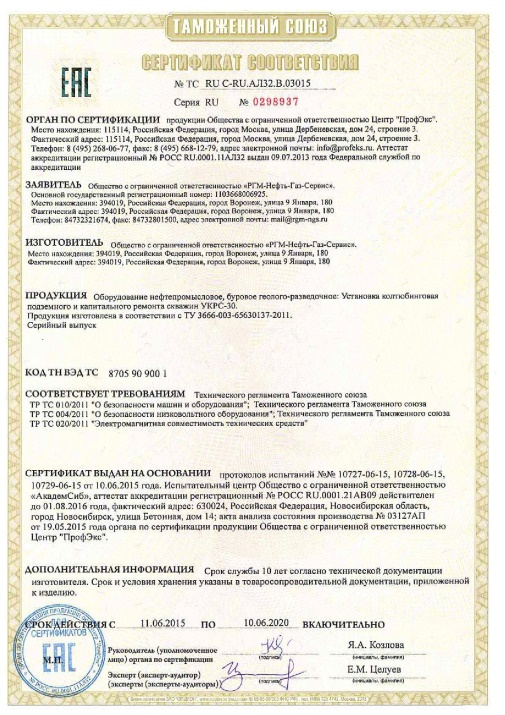 ТАМОЖЕННЫЙ СОЮЗ
СЕРТИФИКАТ СООТВЕТСТВИЯ
ЕАС
№ ТС RU C-RU.АЛ32.В.03015
Серия RU № 0298937
ОРГАН ПО СЕРТИФИКАЦИИ продукции Общества с ограниченной ответственностью Центр "ПрофЭкс".
Место нахождения: 115114, Российская Федерация, город Москва, улица Дербеневская, дом 24, строение 3.
Фактический адрес: 115114, Российская Федерация, город Москва, улица Дербеневская, дом 24, строение 3.
Телефон: 8 (495) 268-06-77, факс: 8 (495) 668-12-79, адрес электронной почты: info@profeks.ru. Аттестат
аккредитации регистрационный № РОСС RU.0001.11АЛ32 выдан 09.07.2013 года Федеральной службой по
аккредитации
ЗАЯВИТЕЛЬ Общество с ограниченной ответственностью «РГМ-Нефть-Газ-Сервис».
Основной государственный регистрационный номер: 1103668006925.
Место нахождения: 394019, Российская Федерация, город Воронеж, улица 9 Января, 180
Фактический адрес: 394019, Российская Федерация, город Воронеж, улица 9 Января, 180
Телефон: 84732321674, факс: 84732801500, адрес электронной почты: mail@rgm-ngs.ru
ИЗГОТОВИТЕЛЬ Общество с ограниченной ответственностью «РГМ-Нефть-Газ-Сервис».
Место нахождения: 394019, Российская Федерация, город Воронеж, улица 9 Января, 180
Фактический адрес: 394019, Российская Федерация, город Воронеж, улица 9 Января, 180
ПРОДУКЦИЯ Оборудование нефтепромысловое, буровое геолого-разведочное: Установка колтюбинговая
подземного и капитального ремонта скважин УКРС-30.
Продукция изготовлена в соответствии с ТУ 3666-003-65630137-2011.
Серийный выпуск
КОД ТН ВЭД ТС 8705 90 900 1
СООТВЕТСТВУЕТ ТРЕБОВАНИЯМ Технического регламента Таможенного союза
ТР ТС 010/2011 "О безопасности машин и оборудования"; Технического регламента Таможенного союза
ТР ТС 004/2011 "О безопасности низковольтного оборудования"; Технического регламента Таможенного союза
ТР ТС 020/2011 "Электромагнитная совместимость технических средств"
СЕРТИФИКАТ ВЫДАН НА ОСНОВАНИИ протоколов испытаний №№ 10727-06-15, 10728-06-15,
10729-06-15 от 10.06.2015 года. Испытательный центр Общество с ограниченной ответственностью
«АкадемСиб», аттестат аккредитации регистрационный № РОСС RU.0001.21АВ09 действителен
до 01.08.2016 года, фактический адрес: 630024, Российская Федерация, Новосибирская область,
город Новосибирск, улица Бетонная, дом 14; акта анализа состояния производства № 03127АП
от 19.05.2015 года органа по сертификации продукции Общества с ограниченной ответственностью
Центр "ПрофЭкс".
ДОПОЛНИТЕЛЬНАЯ ИНФОРМАЦИЯ Срок службы 10 лет согласно технической документации
изготовителя. Срок и условия хранения указаны в товаросопроводительной документации, приложенной
к изделию.
СРОК ДЕЙСТВИЯ С 11.06.2015 ПО 10.06.2020 ВКЛЮЧИТЕЛЬНО
ДЛЯ
СЕРТИФИКАТОВ
ЕАС
М.П.
Руководитель (уполномоченное
лицо) органа по сертификации
(подпись)
Я.А. Козлова
(инициалы, фамилия)
Эксперт (эксперт-аудитор)
(эксперты (эксперты-аудиторы))
(подпись)
Е.М. Целуев
(инициалы, фамилия)